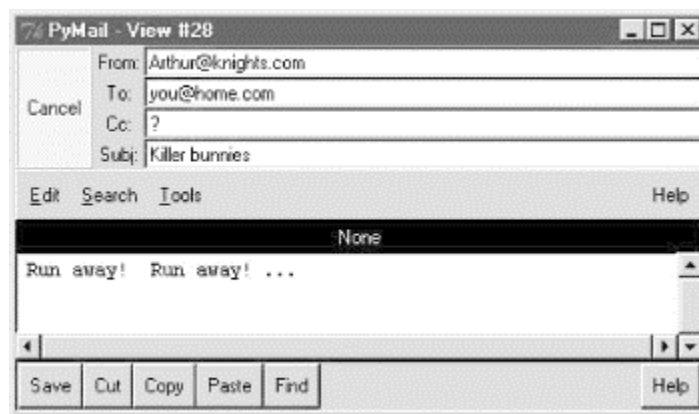 PyMail - View #28
From: Arthur@knights.com
Cancel
To: you@home.com
Cc: ?
Subj: Killer bunnies
Edit Search Tools Help
None
Run away! Run away! ...
Save Cut Copy Paste Find Help